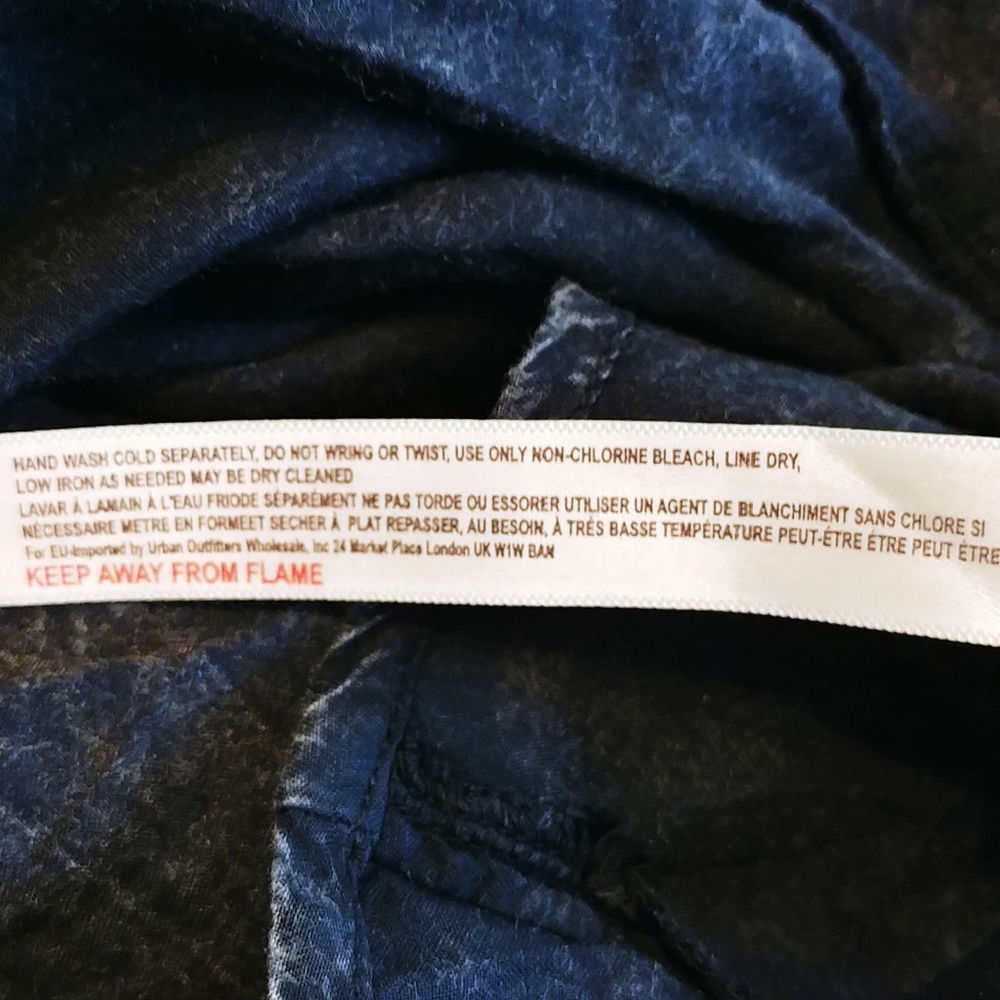 HAND WASH COLD SEPARATELY, DO NOT WRING OR TWIST, USE ONLY NON-CHLORINE BLEACH, LINE DRY,
LOW IRON AS NEEDED MAY BE DRY CLEANED
LAVAR À LAMAIN À L'EAU FRIODE SÉPARÉMENT NE PAS TORDE OU ESSORER UTILISER UN AGENT DE BLANCHIMENT SANS CHLORE SI
NÉCESSAIRE METRE EN FORMEET SECHER À PLAT REPASSER, AU BESOIN, À TRÉS BASSE TEMPÉRATURE PEUT-ÉTRE ÉTRE PEUT ÉTRE
For EU-Imported by Urban Outfitters Wholesale, Inc 24 Market Place London UK W1W 8AN
KEEP AWAY FROM FLAME